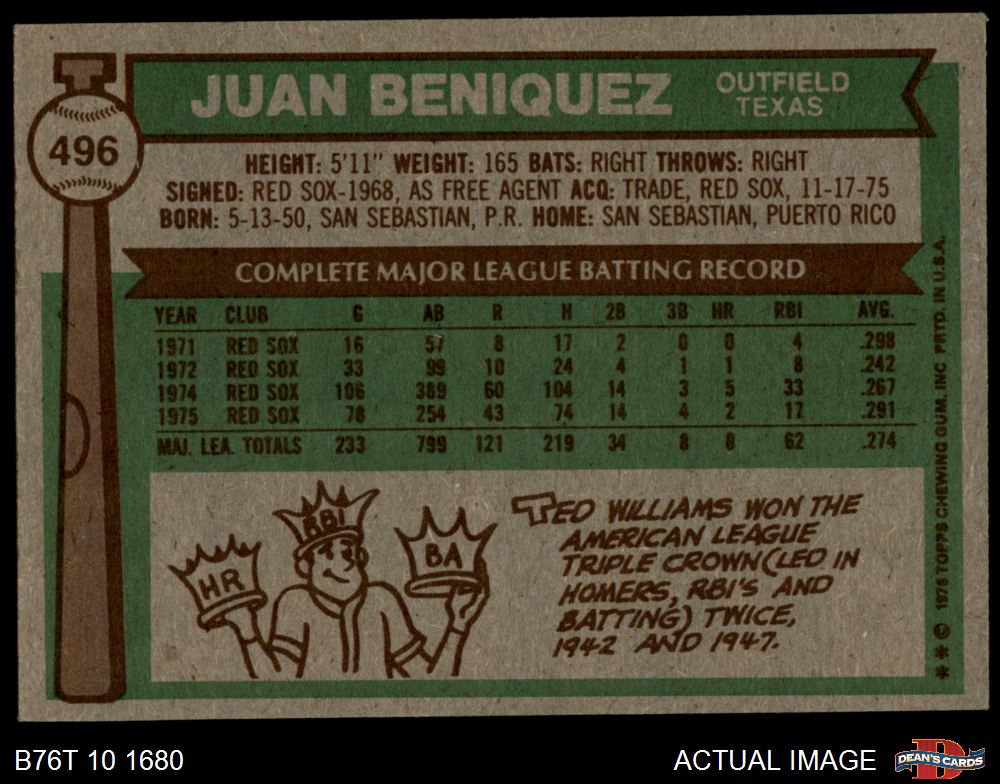 JUAN BENIQUEZ
OUTFIELD
TEXAS
496
HEIGHT: 5'11" WEIGHT: 165 BATS: RIGHT THROWS: RIGHT
SIGNED: RED SOX-1968, AS FREE AGENT ACQ: TRADE, RED SOX, 11-17-75
BORN: 5-13-50, SAN SEBASTIAN, P.R. HOME: SAN SEBASTIAN, PUERTO RICO
COMPLETE MAJOR LEAGUE BATTING RECORD
YEAR CLUB G AB R H 2B 3B HR RBI AVG.
1971 RED SOX 16 57 8 17 2 0 0 4 .298
1972 RED SOX 33 99 10 24 4 1 1 8 .242
1974 RED SOX 106 389 60 104 14 3 5 33 .267
1975 RED SOX 78 254 43 74 14 4 2 17 .291
MAJ. LEA. TOTALS 233 799 121 219 34 8 8 62 .274
HR
RBI
BA
TED WILLIAMS WON THE
AMERICAN LEAGUE
TRIPLE CROWN (LED IN
HOMERS, RBI'S AND
BATTING) TWICE,
1942 AND 1947.
* * © 1976 TOPPS CHEWING GUM, INC PRTD. IN U.S.A.
B76T 10 1680
ACTUAL IMAGE
DEAN'S CARDS